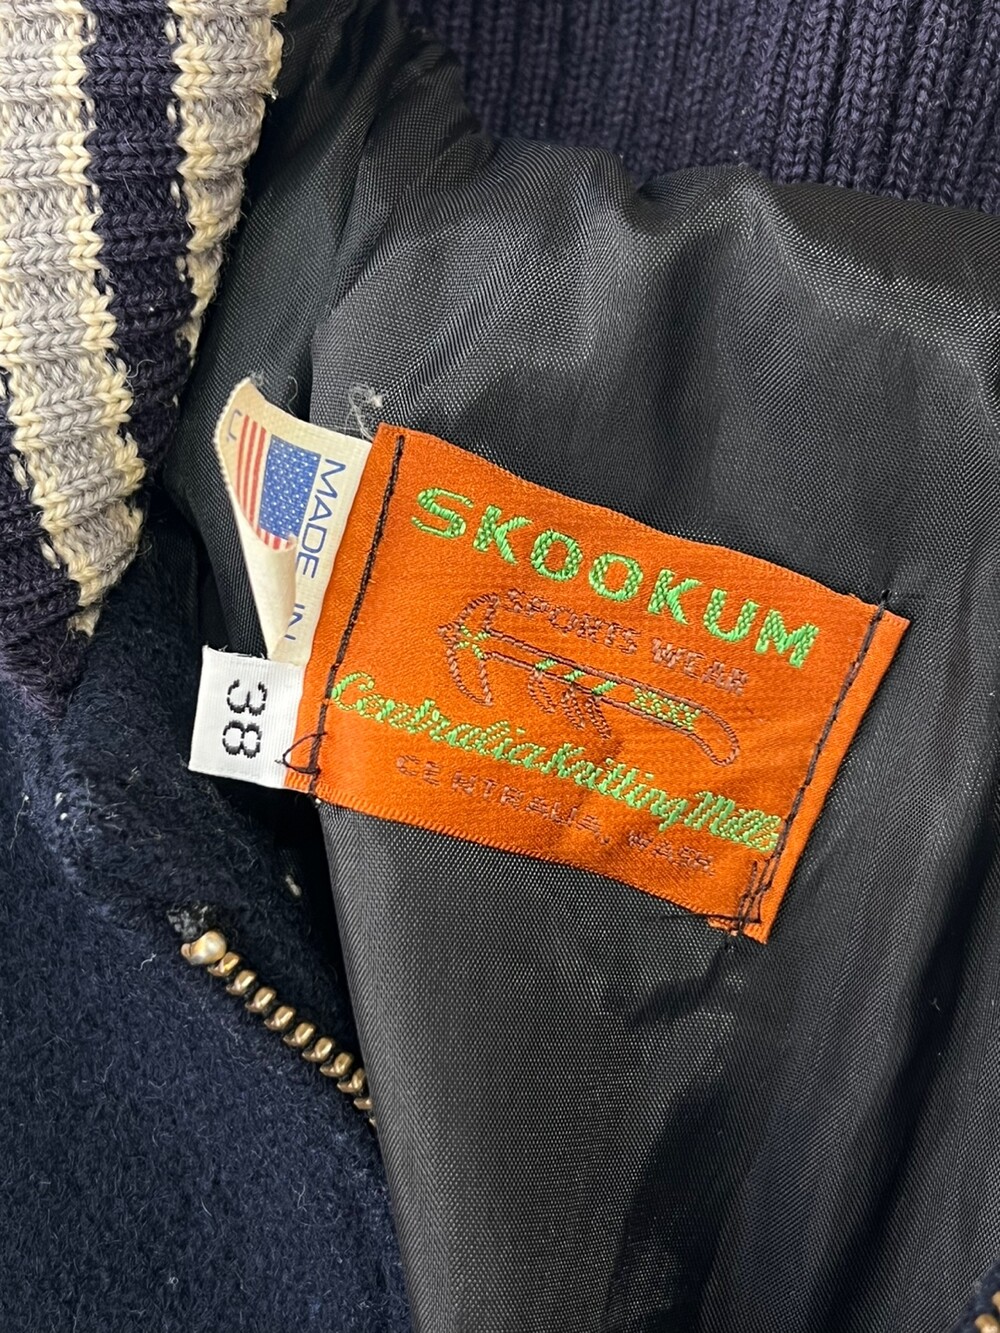 SKOOKUM
SPORTS WEAR
Centralia Knitting Mills
CENTRALIA, WASH
MADE IN
38